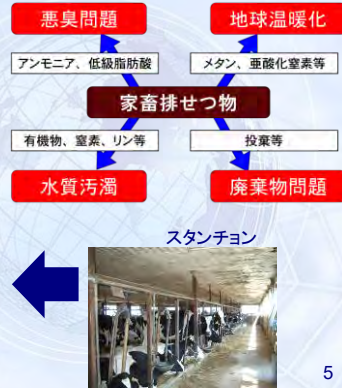 悪臭問題
地球温暖化
アンモニア、低級脂肪酸
メタン、亜酸化窒素等
家畜排せつ物
有機物、窒素、リン等
投棄等
水質汚濁
廃棄物問題
スタンチョン
5